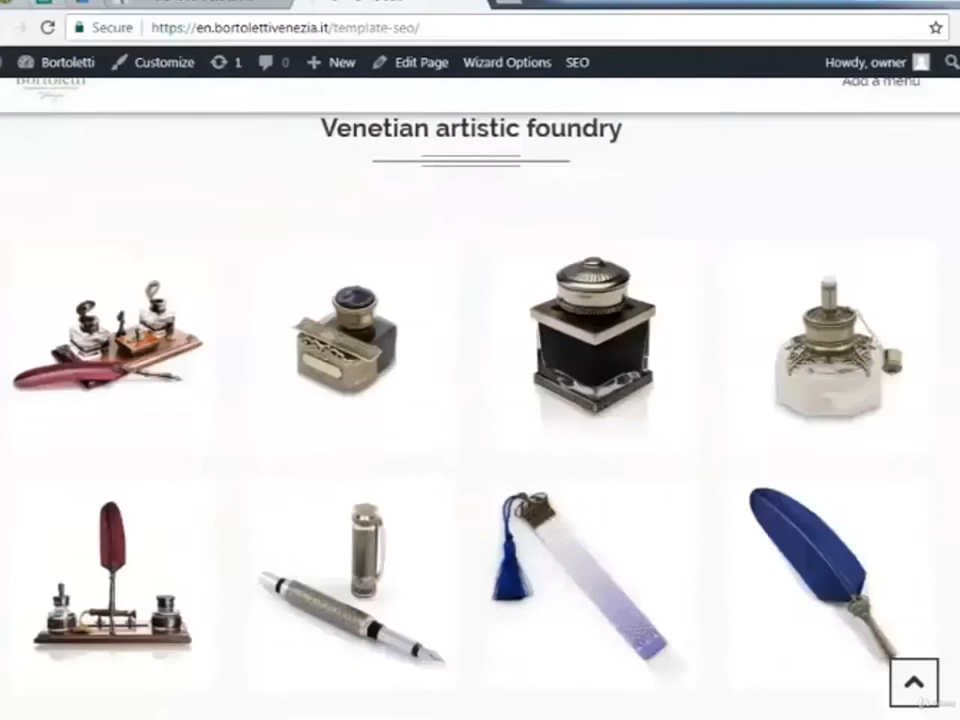 Secure https://en.bortolettivenezia.it/template-seo/
Bortoletti Customize 1 0 New Edit Page Wizard Options SEO Howdy, owner
Bortoletti
Add a menu
Venetian artistic foundry